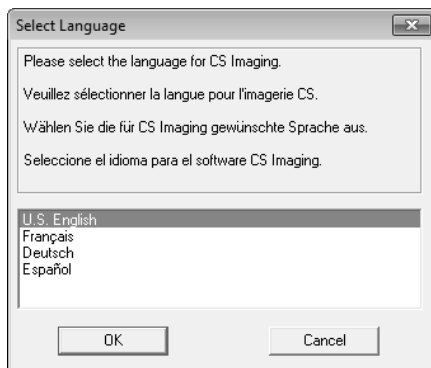 Select Language
Please select the language for CS Imaging.
Veuillez sélectionner la langue pour l'imagerie CS.
Wählen Sie die für CS Imaging gewünschte Sprache aus.
Seleccione el idioma para el software CS Imaging.
U.S. English
Français
Deutsch
Español
OK
Cancel